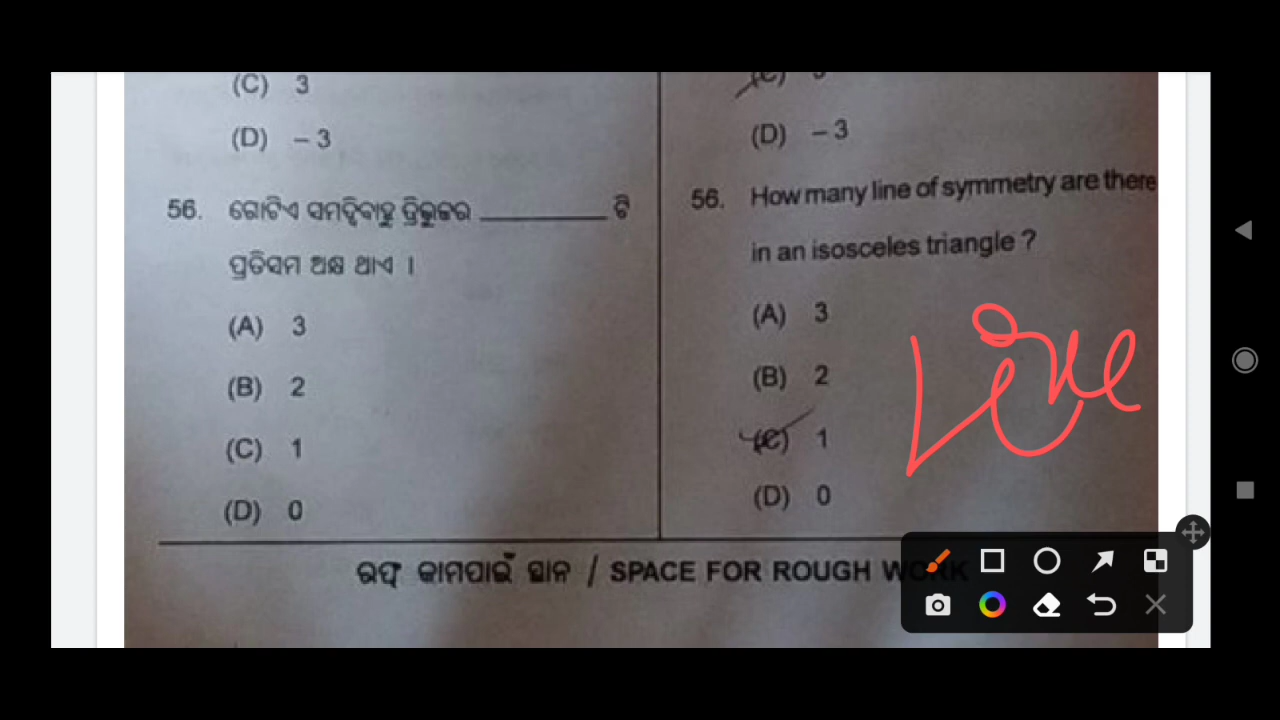 (C) 3
(D) – 3
56. ଗୋଟିଏ ସମଦ୍ଵିବାହୁ ତ୍ରିଭୁଜର __________ ଟି
ପ୍ରତିସମ ଅକ୍ଷ ଥାଏ ।
(A) 3
(B) 2
(C) 1
(D) 0
(C)
(D) – 3
56. How many line of symmetry are there
in an isosceles triangle ?
(A) 3
(B) 2
(C) 1
(D) 0
ରଫ୍ କାମପାଇଁ ସ୍ଥାନ / SPACE FOR ROUGH WORK